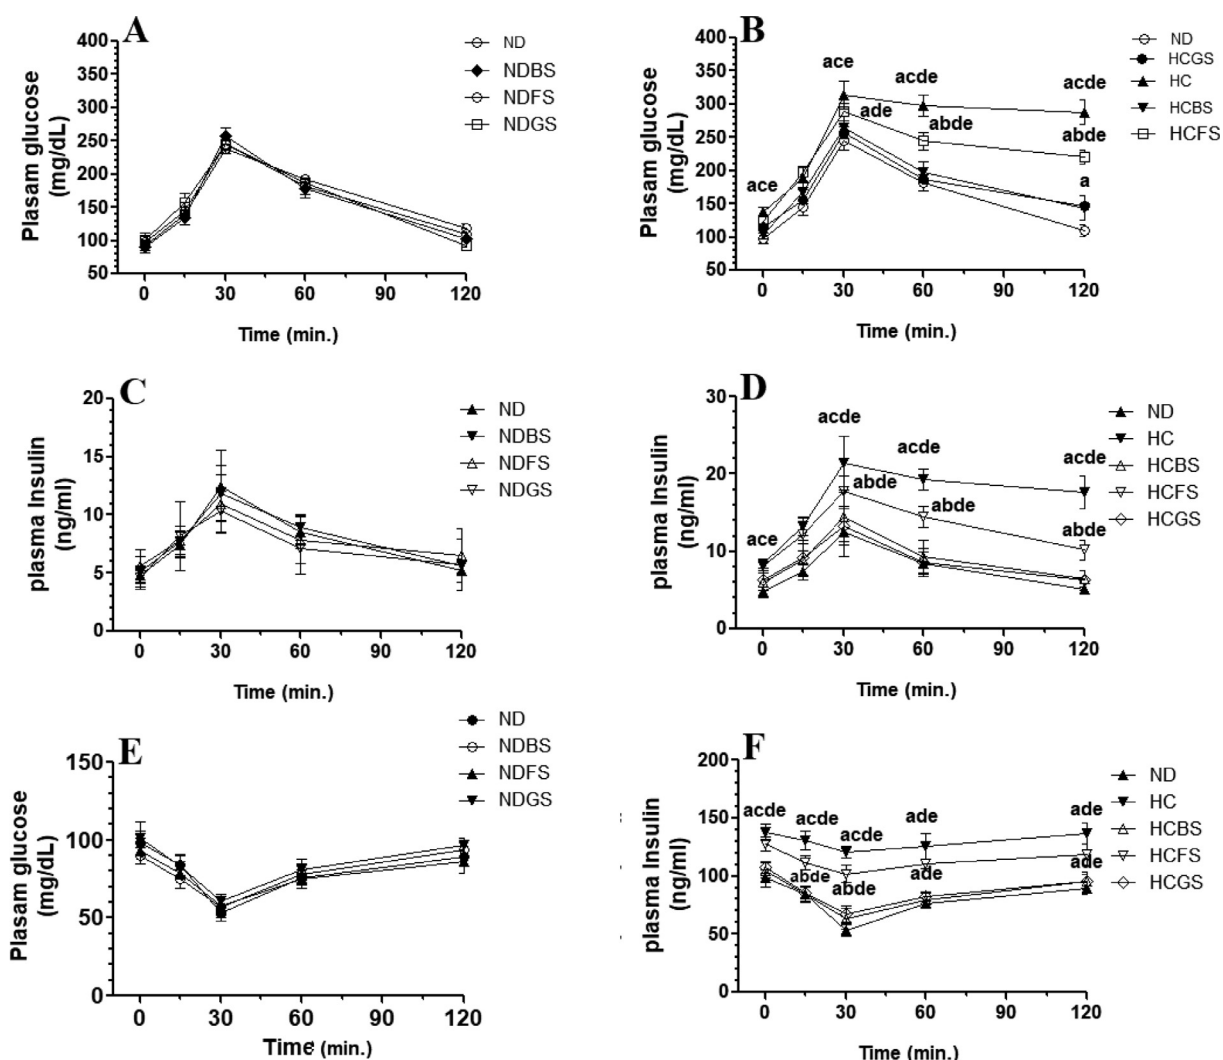 A
Plasam glucose
(mg/dL)
400
350
300
250
200
150
100
50
0
30
60
90
120
Time (min.)
ND
NDBS
NDFS
NDGS
B
Plasam glucose
(mg/dL)
400
350
300
250
200
150
100
50
0
30
60
90
120
Time (min.)
ace
ace
ade
acde
abde
acde
abde
a
ND
HCGS
HC
HCBS
HCFS
C
plasma Insulin
(ng/ml)
20
15
10
5
0
0
30
60
90
120
Time (min.)
ND
NDBS
NDFS
NDGS
D
plasma Insulin
(ng/ml)
30
20
10
0
0
30
60
90
120
Time (min.)
ace
acde
abde
acde
abde
acde
abde
ND
HC
HCBS
HCFS
HCGS
E
Plasam glucose
(mg/dL)
150
100
50
0
0
30
60
90
120
Time (min.)
ND
NDBS
NDFS
NDGS
F
plasma Insulin
(ng/ml)
200
150
100
50
0
0
30
60
90
120
Time (min.)
acde
acde
abde
acde
abde
ade
ade
ade
ade
ND
HC
HCBS
HCFS
HCGS